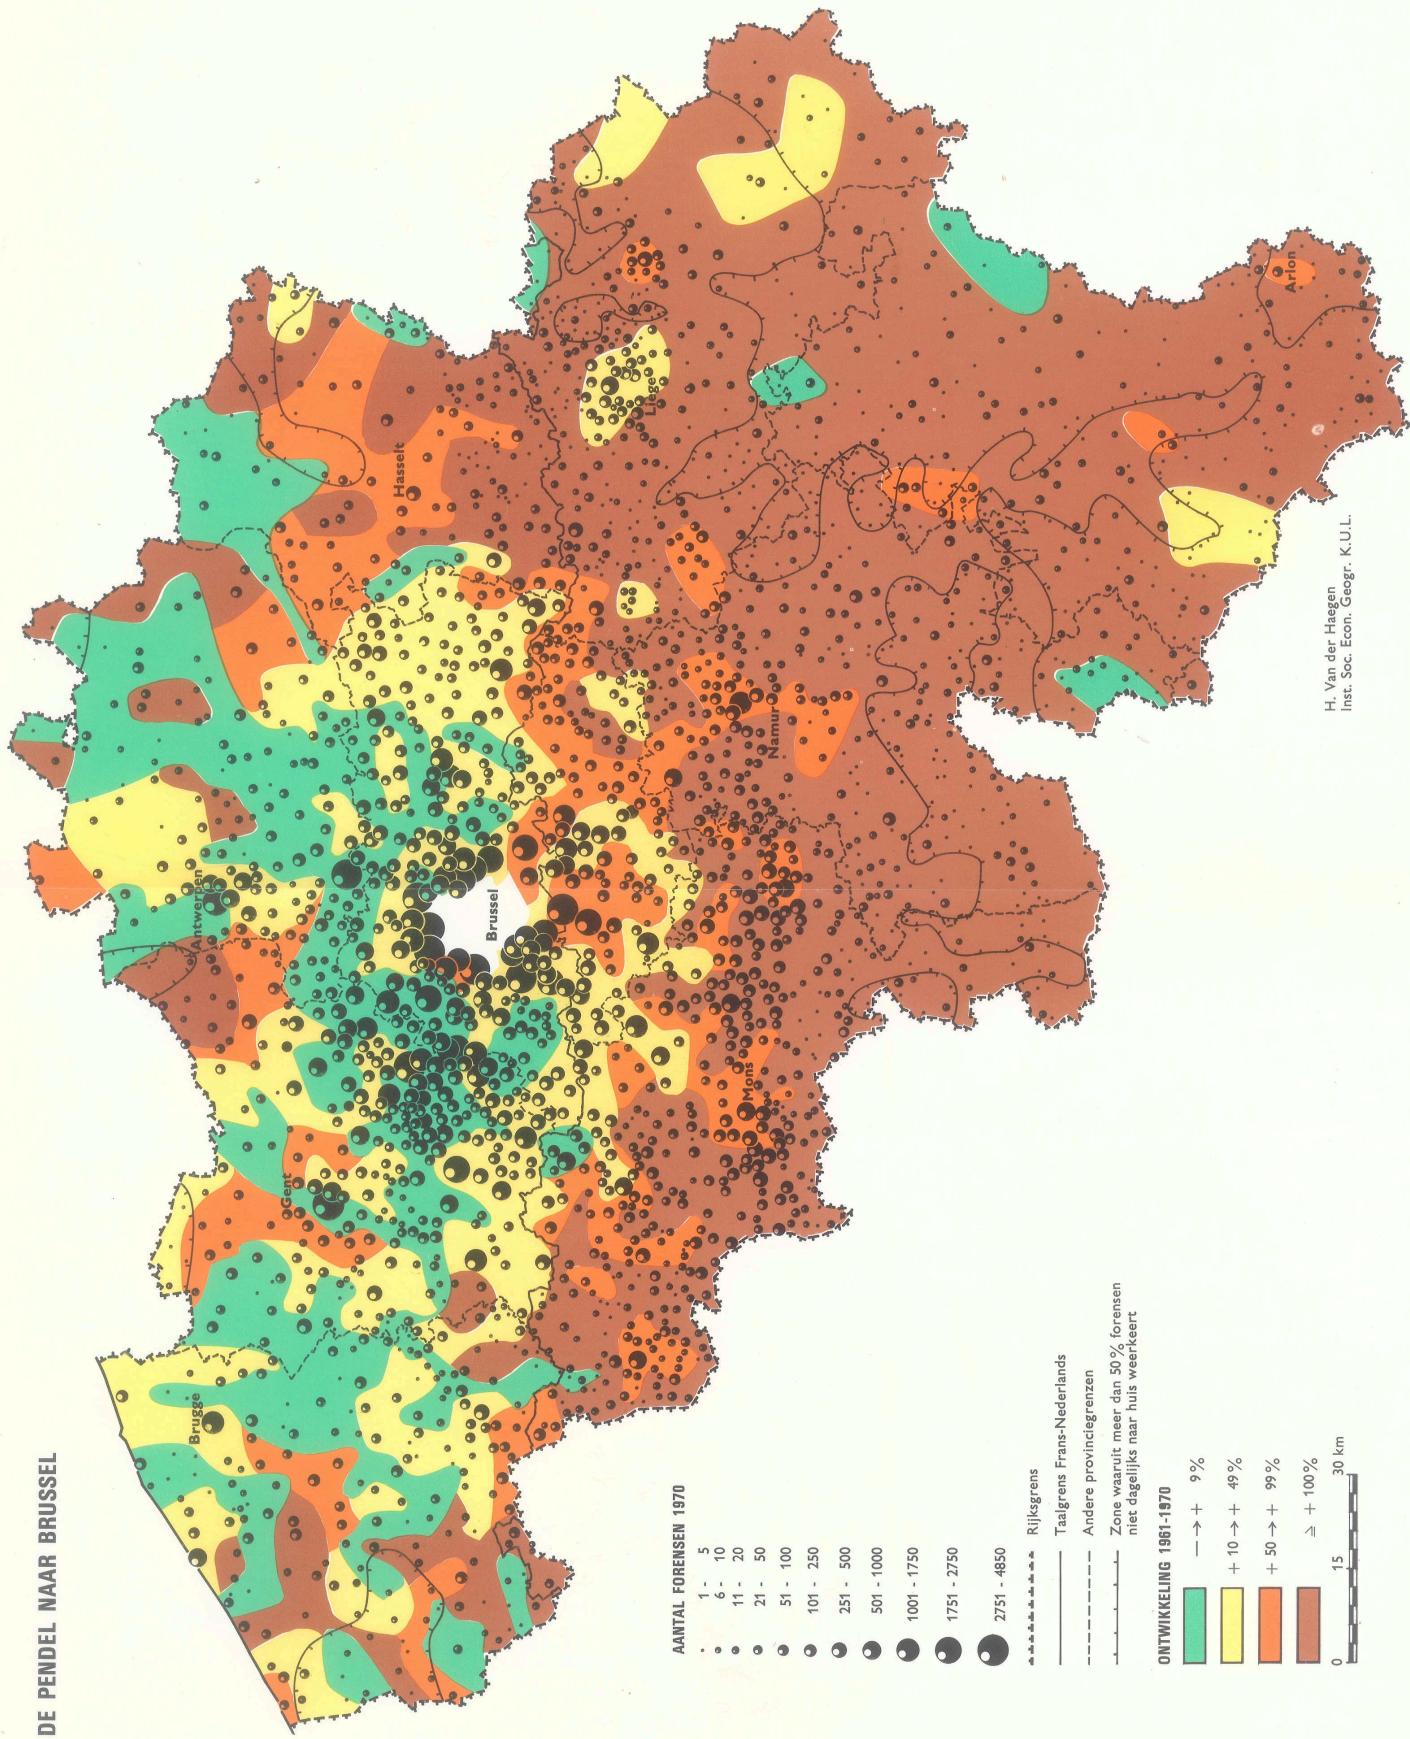 DE PENDEL NAAR BRUSSEL
Brugge
Gent
Antwerpen
Hasselt
Brussel
Liège
Mons
Namur
Arlon
AANTAL FORENSEN 1970
1 - 5
6 - 10
11 - 20
21 - 50
51 - 100
101 - 250
251 - 500
501 - 1000
1001 - 1750
1751 - 2750
2751 - 4850
Rijksgrens
Taalgrens Frans-Nederlands
Andere provinciegrenzen
Zone waaruit meer dan 50% forensen
niet dagelijks naar huis weerkeert
ONTWIKKELING 1961-1970
— → + 9%
+ 10 → + 49%
+ 50 → + 99%
≥ + 100%
0 15 30 km
H. Van der Haegen
Inst. Soc. Econ. Geogr. K.U.L.